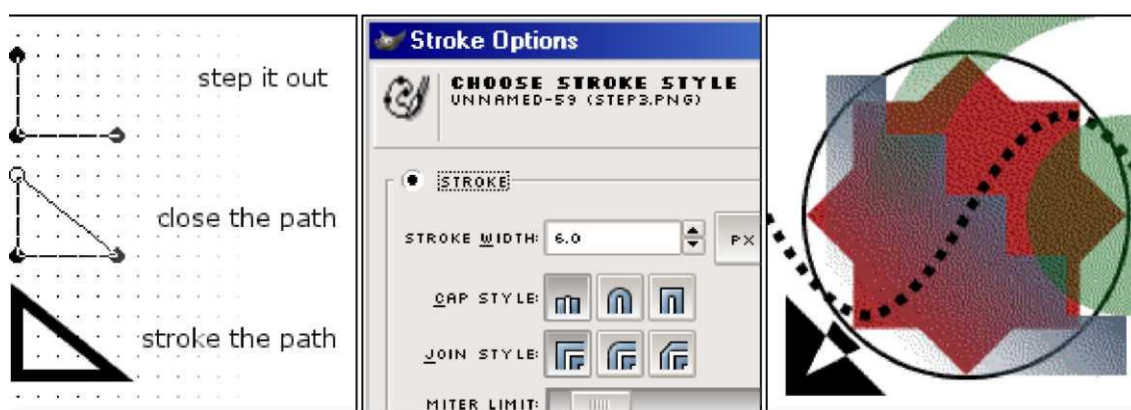 step it out
close the path
stroke the path
Stroke Options
CHOOSE STROKE STYLE
UNNAMED-59 (STEP3.PNG)
STROKE
STROKE WIDTH: 6.0 PX
CAP STYLE:
JOIN STYLE:
MITER LIMIT: